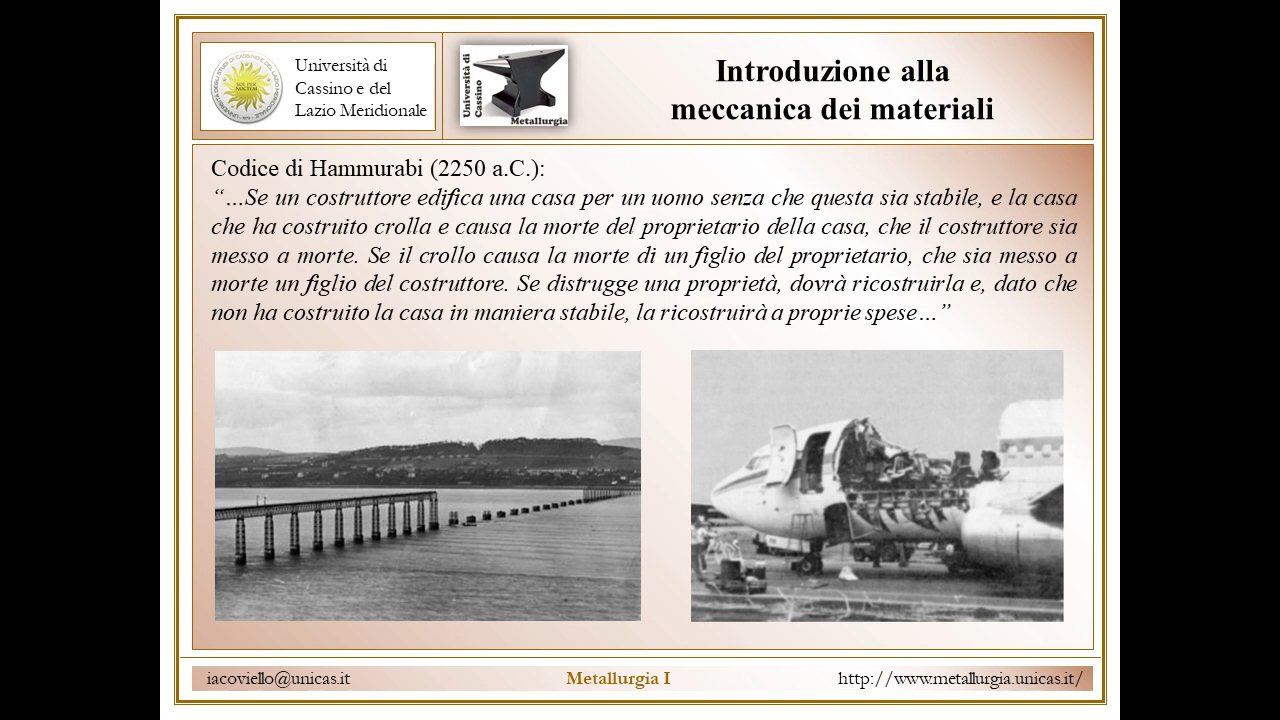 Università di
Cassino e del
Lazio Meridionale
Università di
Cassino
Metallurgia
Introduzione alla
meccanica dei materiali
Codice di Hammurabi (2250 a.C.):
“…Se un costruttore edifica una casa per un uomo senza che questa sia stabile, e la casa
che ha costruito crolla e causa la morte del proprietario della casa, che il costruttore sia
messo a morte. Se il crollo causa la morte di un figlio del proprietario, che sia messo a
morte un figlio del costruttore. Se distrugge una proprietà, dovrà ricostruirla e, dato che
non ha costruito la casa in maniera stabile, la ricostruirà a proprie spese…”
iacoviello@unicas.it
Metallurgia I
http://www.metallurgia.unicas.it/